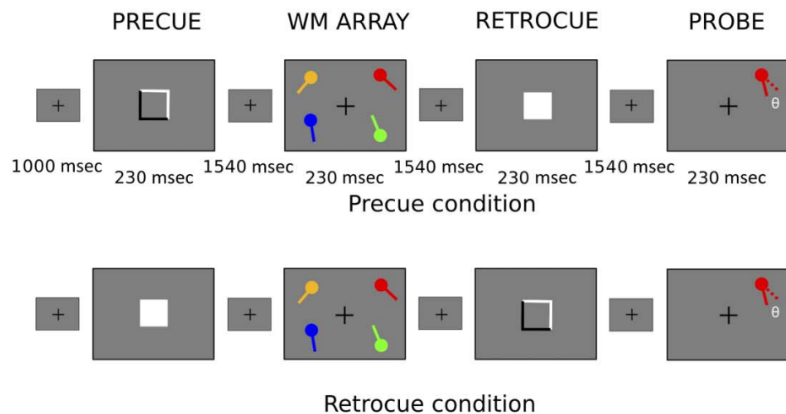 PRECUE WM ARRAY RETROCUE PROBE
θ
1000 msec 230 msec 1540 msec 230 msec 1540 msec 230 msec 1540 msec 230 msec
Precue condition
θ
Retrocue condition